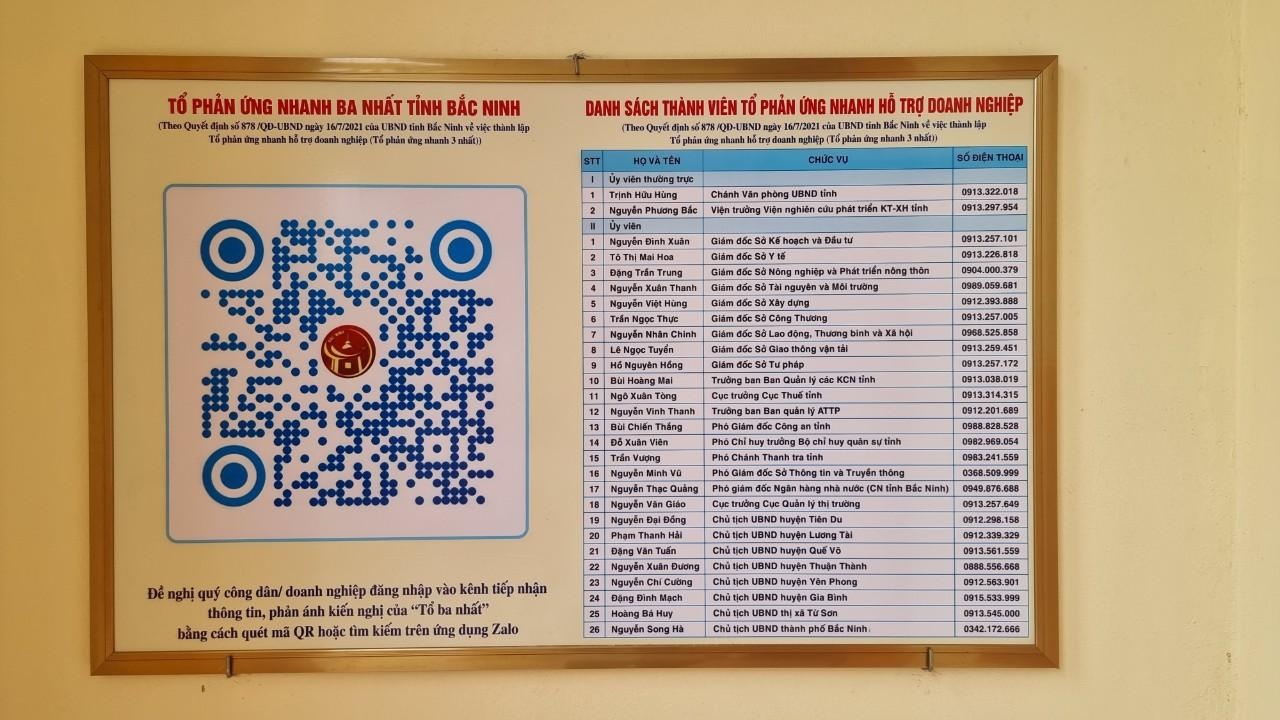 TỔ PHẢN ỨNG NHANH BA NHẤT TỈNH BẮC NINH
(Theo Quyết định số 878 /QĐ-UBND ngày 16/7/2021 của UBND tỉnh Bắc Ninh về việc thành lập
Tổ phản ứng nhanh hỗ trợ doanh nghiệp (Tổ phản ứng nhanh 3 nhất))
Đề nghị quý công dân/ doanh nghiệp đăng nhập vào kênh tiếp nhận
thông tin, phản ánh kiến nghị của “Tổ ba nhất”
bằng cách quét mã QR hoặc tìm kiếm trên ứng dụng Zalo
DANH SÁCH THÀNH VIÊN TỔ PHẢN ỨNG NHANH HỖ TRỢ DOANH NGHIỆP
(Theo Quyết định số 878 /QĐ-UBND ngày 16/7/2021 của UBND tỉnh Bắc Ninh về việc thành lập
Tổ phản ứng nhanh hỗ trợ doanh nghiệp (Tổ phản ứng nhanh 3 nhất))
STT HỌ VÀ TÊN CHỨC VỤ SỐ ĐIỆN THOẠI
I Ủy viên thường trực
1 Trịnh Hữu Hùng Chánh Văn phòng UBND tỉnh 0913.322.018
2 Nguyễn Phương Bắc Viện trưởng Viện nghiên cứu phát triển KT-XH tỉnh 0913.297.954
II Ủy viên
1 Nguyễn Đình Xuân Giám đốc Sở Kế hoạch và Đầu tư 0913.257.101
2 Tô Thị Mai Hoa Giám đốc Sở Y tế 0913.226.818
3 Đặng Trần Trung Giám đốc Sở Nông nghiệp và Phát triển nông thôn 0904.000.379
4 Nguyễn Xuân Thanh Giám đốc Sở Tài nguyên và Môi trường 0989.059.681
5 Nguyễn Việt Hùng Giám đốc Sở Xây dựng 0912.393.888
6 Trần Ngọc Thực Giám đốc Sở Công Thương 0913.257.005
7 Nguyễn Nhân Chinh Giám đốc Sở Lao động, Thương binh và Xã hội 0968.525.858
8 Lê Ngọc Tuyển Giám đốc Sở Giao thông vận tải 0913.259.451
9 Hồ Nguyên Hồng Giám đốc Sở Tư pháp 0913.257.172
10 Bùi Hoàng Mai Trưởng ban Ban Quản lý các KCN tỉnh 0913.038.019
11 Ngô Xuân Tòng Cục trưởng Cục Thuế tỉnh 0913.314.315
12 Nguyễn Vinh Thanh Trưởng ban Ban quản lý ATTP 0912.201.689
13 Bùi Chiến Thắng Phó Giám đốc Công an tỉnh 0988.828.528
14 Đỗ Xuân Viên Phó Chỉ huy trưởng Bộ chỉ huy quân sự tỉnh 0982.969.054
15 Trần Vượng Phó Chánh Thanh tra tỉnh 0983.241.559
16 Nguyễn Minh Vũ Phó Giám đốc Sở Thông tin và Truyền thông 0368.509.999
17 Nguyễn Thạc Quảng Phó giám đốc Ngân hàng nhà nước (CN tỉnh Bắc Ninh) 0949.876.688
18 Nguyễn Văn Giáo Cục trưởng Cục Quản lý thị trường 0913.257.649
19 Nguyễn Đại Đồng Chủ tịch UBND huyện Tiên Du 0912.298.158
20 Phạm Thanh Hải Chủ tịch UBND huyện Lương Tài 0912.339.329
21 Đặng Văn Tuấn Chủ tịch UBND huyện Quế Võ 0913.561.559
22 Nguyễn Xuân Đương Chủ tịch UBND huyện Thuận Thành 0888.556.668
23 Nguyễn Chí Cường Chủ tịch UBND huyện Yên Phong 0912.563.901
24 Đặng Đình Mạch Chủ tịch UBND huyện Gia Bình 0915.533.999
25 Hoàng Bá Huy Chủ tịch UBND thị xã Từ Sơn 0913.545.000
26 Nguyễn Song Hà Chủ tịch UBND thành phố Bắc Ninh 0342.172.666